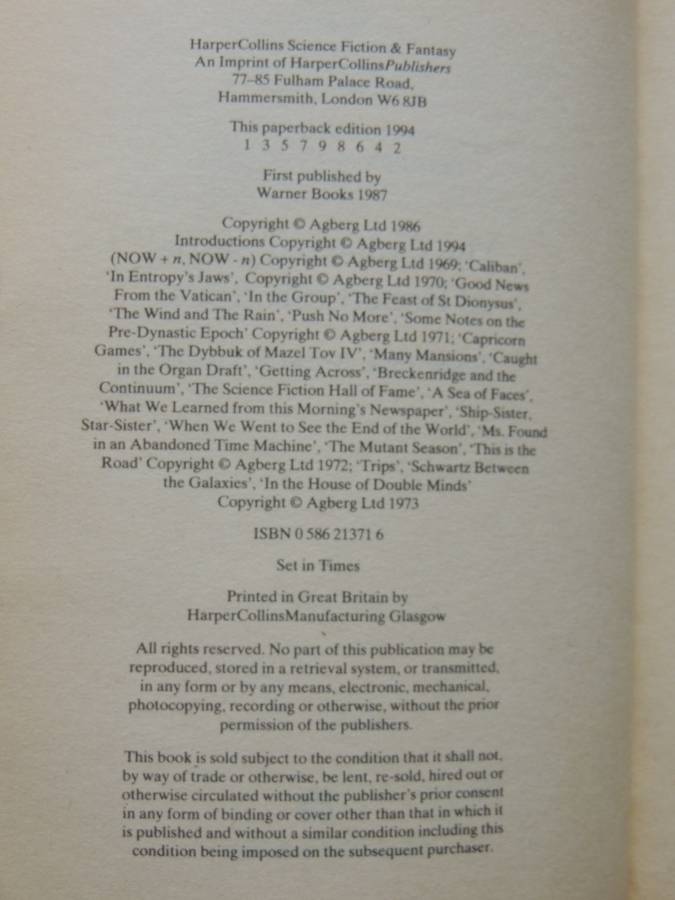 HarperCollins Science Fiction & Fantasy
An Imprint of HarperCollinsPublishers
77–85 Fulham Palace Road,
Hammersmith, London W6 8JB
This paperback edition 1994
1 3 5 7 9 8 6 4 2
First published by
Warner Books 1987
Copyright © Agberg Ltd 1986
Introductions Copyright © Agberg Ltd 1994
(NOW + n, NOW - n) Copyright © Agberg Ltd 1969; ‘Caliban’,
‘In Entropy’s Jaws’, Copyright © Agberg Ltd 1970; ‘Good News
From the Vatican’, ‘In the Group’, ‘The Feast of St Dionysus’,
‘The Wind and The Rain’, ‘Push No More’, ‘Some Notes on the
Pre-Dynastic Epoch’ Copyright © Agberg Ltd 1971; ‘Capricorn
Games’, ‘The Dybbuk of Mazel Tov IV’, ‘Many Mansions’, ‘Caught
in the Organ Draft’, ‘Getting Across’, ‘Breckenridge and the
Continuum’, ‘The Science Fiction Hall of Fame’, ‘A Sea of Faces’,
‘What We Learned from this Morning’s Newspaper’, ‘Ship-Sister,
Star-Sister’, ‘When We Went to See the End of the World’, ‘Ms. Found
in an Abandoned Time Machine’, ‘The Mutant Season’, ‘This is the
Road’ Copyright © Agberg Ltd 1972; ‘Trips’, ‘Schwartz Between
the Galaxies’, ‘In the House of Double Minds’
Copyright © Agberg Ltd 1973
ISBN 0 586 21371 6
Set in Times
Printed in Great Britain by
HarperCollinsManufacturing Glasgow
All rights reserved. No part of this publication may be
reproduced, stored in a retrieval system, or transmitted,
in any form or by any means, electronic, mechanical,
photocopying, recording or otherwise, without the prior
permission of the publishers.
This book is sold subject to the condition that it shall not,
by way of trade or otherwise, be lent, re-sold, hired out or
otherwise circulated without the publisher’s prior consent
in any form of binding or cover other than that in which it
is published and without a similar condition including this
condition being imposed on the subsequent purchaser.